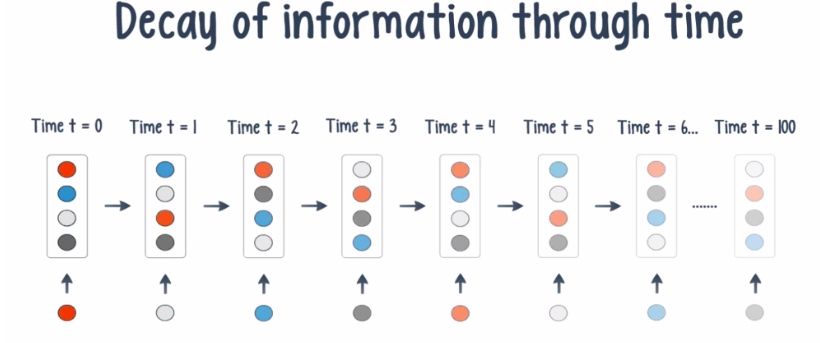 Decay of information through time
Time t = 0 Time t = 1 Time t = 2 Time t = 3 Time t = 4 Time t = 5 Time t = 6... Time t = 100
.......